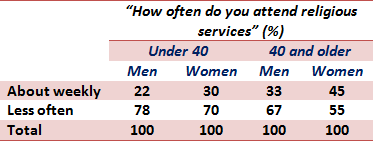 “How often do you attend religious
services” (%)
Under 40 40 and older
Men Women Men Women
About weekly 22 30 33 45
Less often 78 70 67 55
Total 100 100 100 100